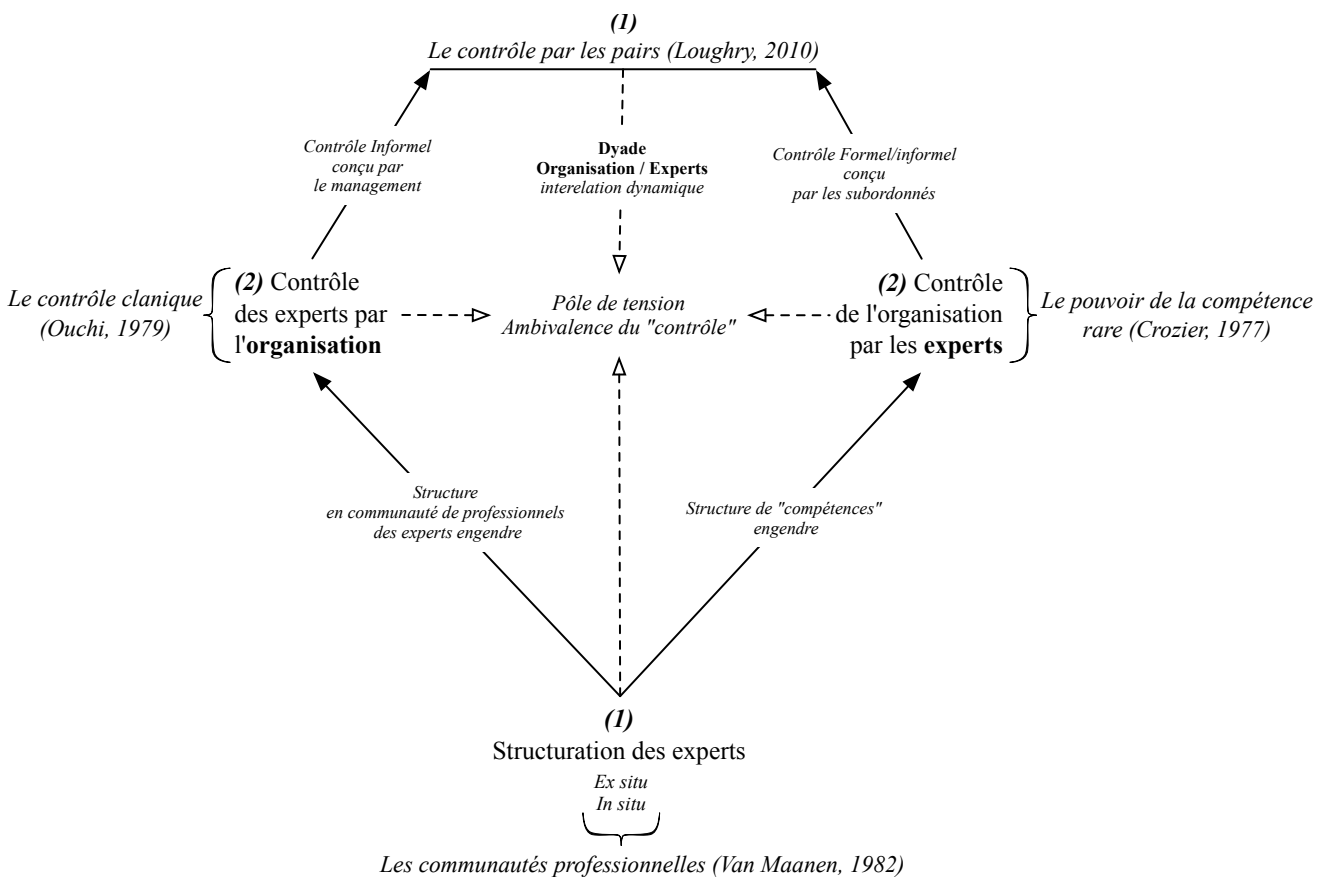 (1)
Le contrôle par les pairs (Loughry, 2010)
Contrôle Informel
conçu par
le management
Dyade
Organisation / Experts
interelation dynamique
Contrôle Formel/informel
conçu
par les subordonnés
Le contrôle clanique
(Ouchi, 1979)
(2) Contrôle
des experts par
l'organisation
Pôle de tension
Ambivalence du "contrôle"
(2) Contrôle
de l'organisation
par les experts
Le pouvoir de la compétence
rare (Crozier, 1977)
Structure
en communauté de professionnels
des experts engendre
Structure de "compétences"
engendre
(1)
Structuration des experts
Ex situ
In situ
Les communautés professionnelles (Van Maanen, 1982)